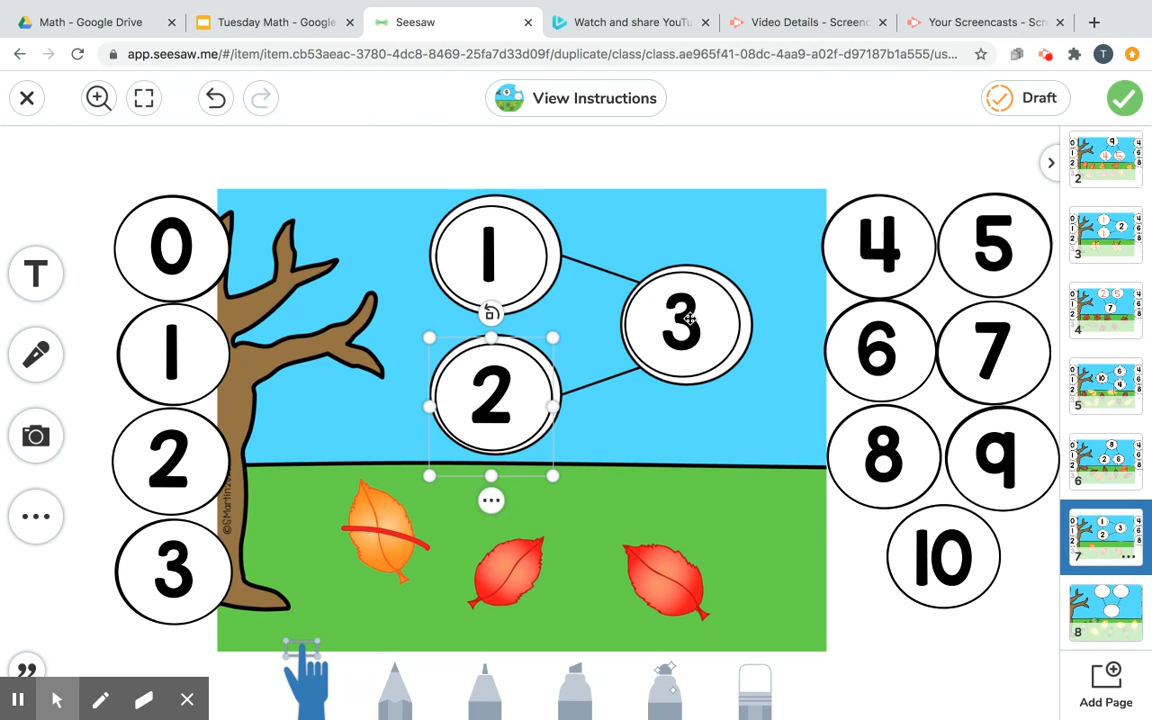 Math - Google Drive
Tuesday Math - Google
Seesaw
Watch and share YouTu
Video Details - Screenc
Your Screencasts - Scre
app.seesaw.me/#/item/item.cb53aeac-3780-4dc8-8469-25fa7d33d09f/duplicate/class/class.ae965f41-08dc-4aa9-a02f-d97187b1a555/us...
T
View Instructions
Draft
T
0
1
2
3
1
2
3
4
5
6
7
8
9
10
2
3
4
5
6
7
8
Add Page